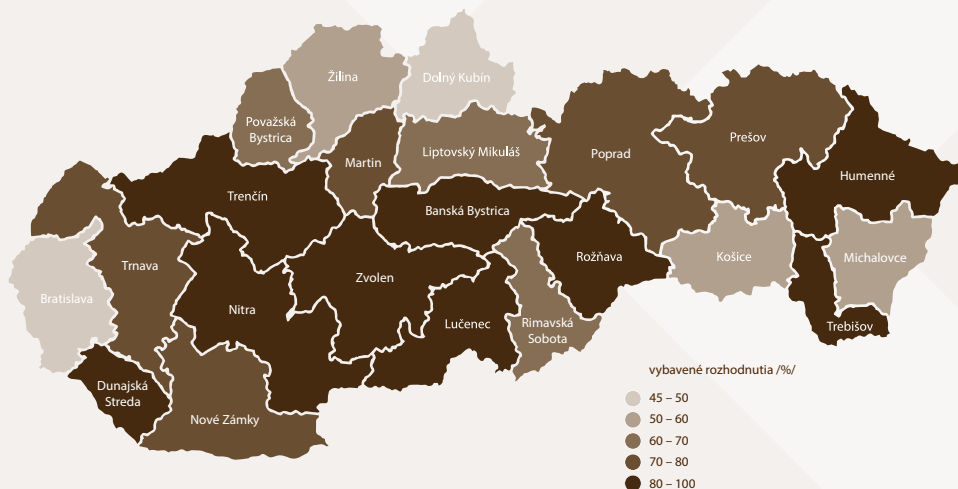 Žilina
Dolný Kubín
Považská
Bystrica
Martin
Liptovský Mikuláš
Poprad
Prešov
Humenné
Trenčín
Banská Bystrica
Rožňava
Košice
Michalovce
Trnava
Zvolen
Bratislava
Nitra
Lučenec
Rimavská
Sobota
Trebišov
Dunajská
Streda
Nové Zámky
vybavené rozhodnutia /%/
45 – 50
50 – 60
60 – 70
70 – 80
80 – 100